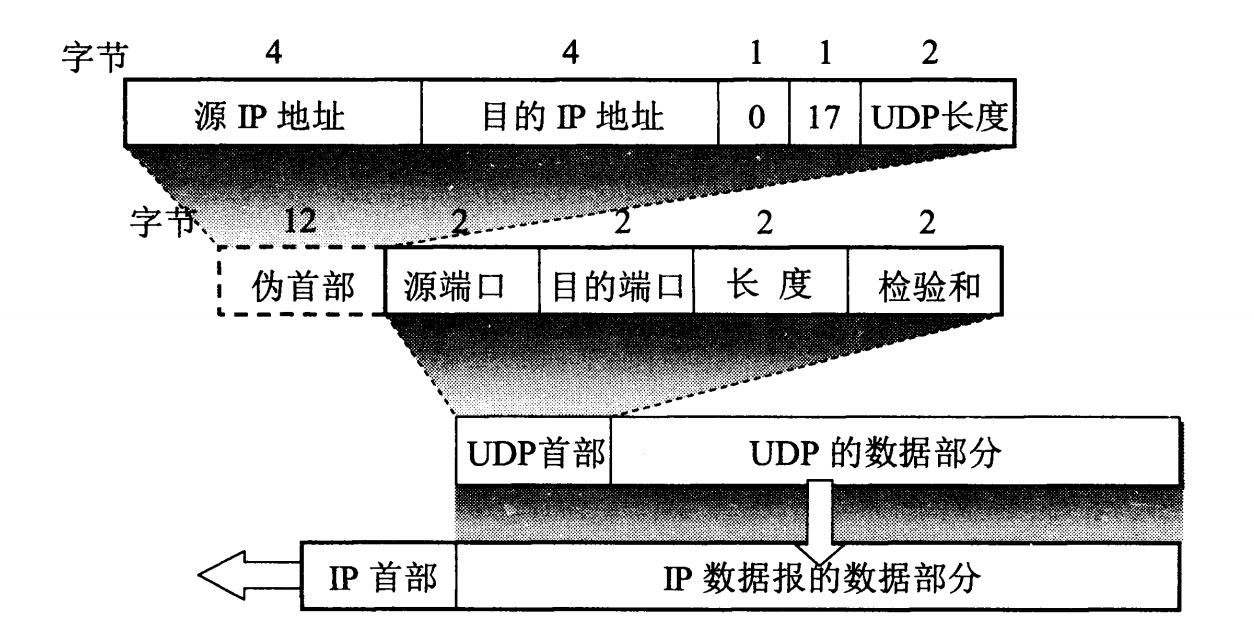 字节 4 4 1 1 2
源 IP 地址 目的 IP 地址 0 17 UDP长度
字节 12 2 2 2 2
伪首部 源端口 目的端口 长 度 检验和
UDP首部 UDP 的数据部分
IP 首部 IP 数据报的数据部分